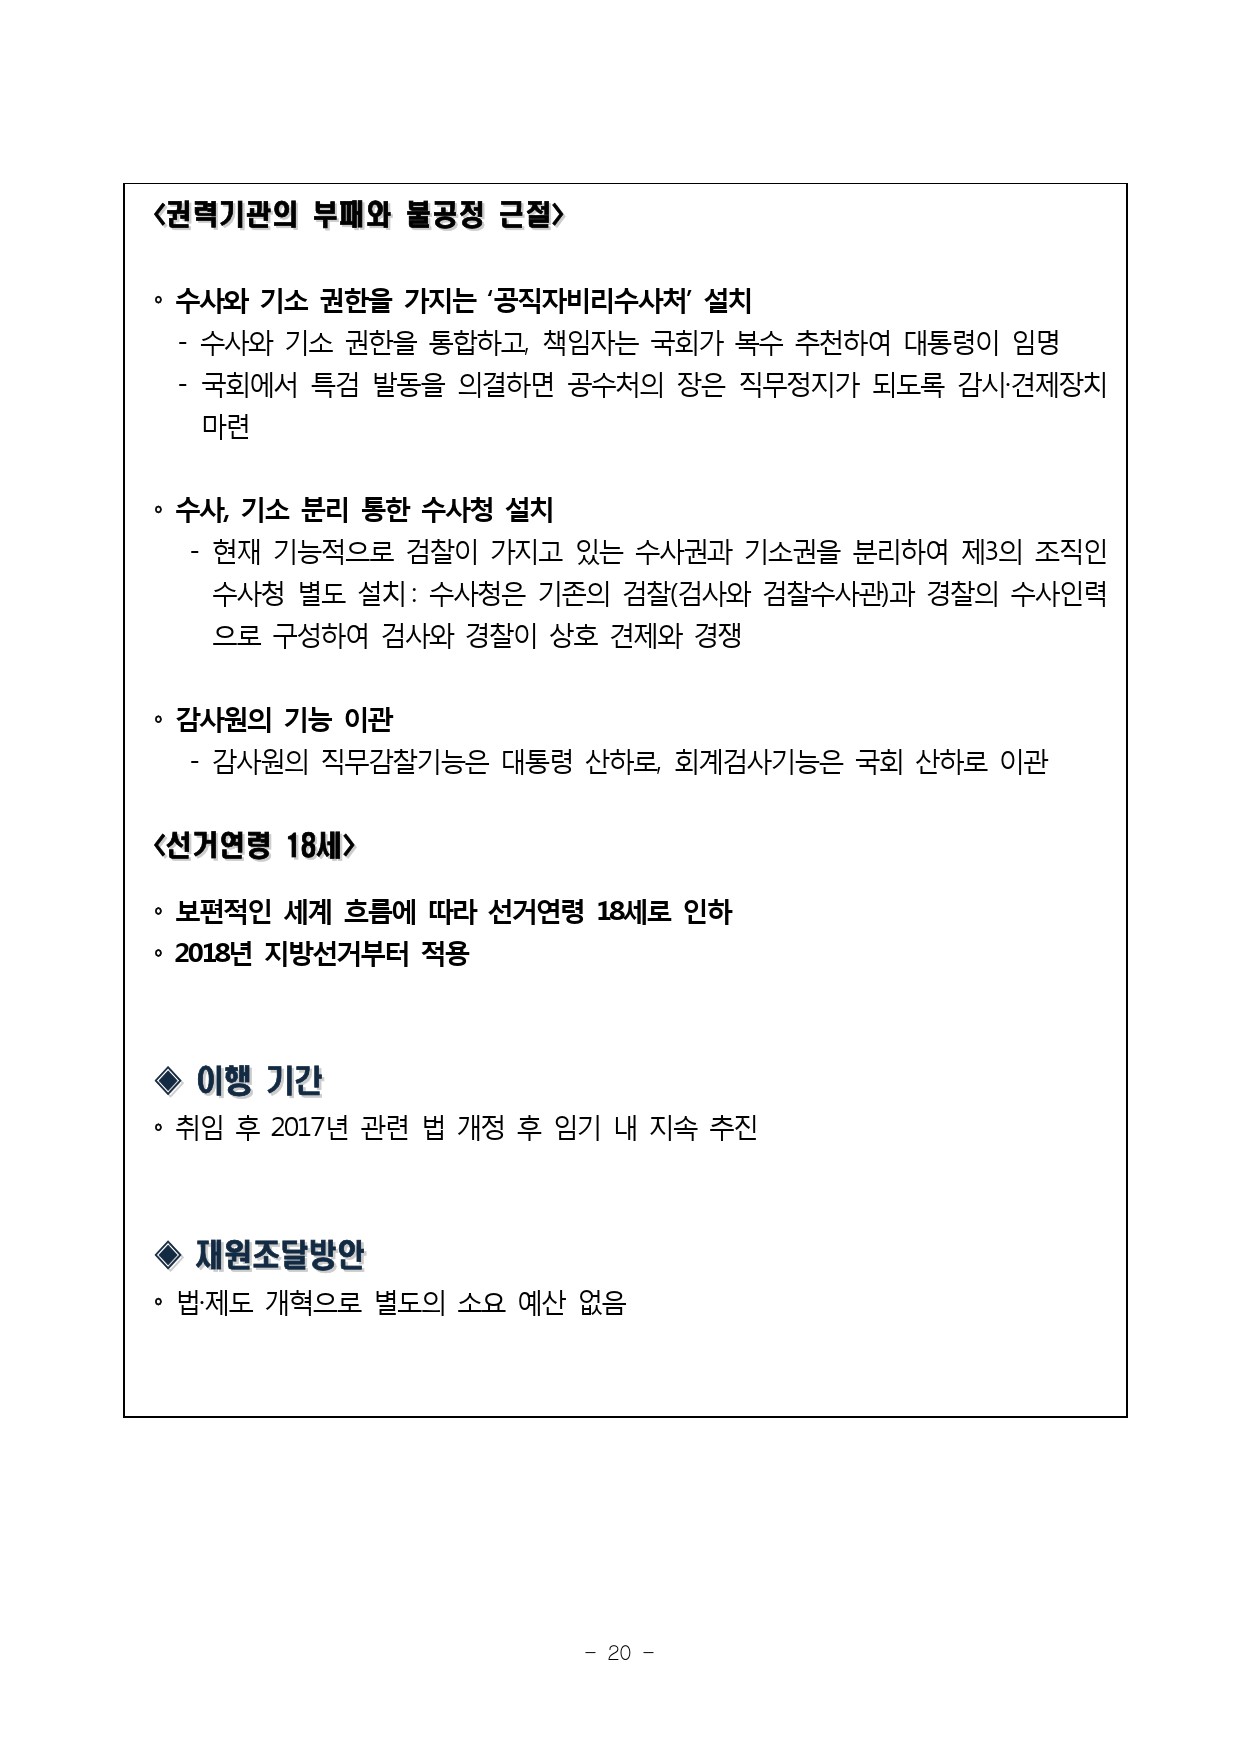 <권력기관의 부패와 불공정 근절>
◦ 수사와 기소 권한을 가지는 ‘공직자비리수사처’ 설치
- 수사와 기소 권한을 통합하고, 책임자는 국회가 복수 추천하여 대통령이 임명
- 국회에서 특검 발동을 의결하면 공수처의 장은 직무정지가 되도록 감시·견제장치
마련
◦ 수사, 기소 분리 통한 수사청 설치
- 현재 기능적으로 검찰이 가지고 있는 수사권과 기소권을 분리하여 제3의 조직인
수사청 별도 설치 : 수사청은 기존의 검찰(검사와 검찰수사관)과 경찰의 수사인력
으로 구성하여 검사와 경찰이 상호 견제와 경쟁
◦ 감사원의 기능 이관
- 감사원의 직무감찰기능은 대통령 산하로, 회계검사기능은 국회 산하로 이관
<선거연령 18세>
◦ 보편적인 세계 흐름에 따라 선거연령 18세로 인하
◦ 2018년 지방선거부터 적용
◈ 이행 기간
◦ 취임 후 2017년 관련 법 개정 후 임기 내 지속 추진
◈ 재원조달방안
◦ 법·제도 개혁으로 별도의 소요 예산 없음
- 20 -